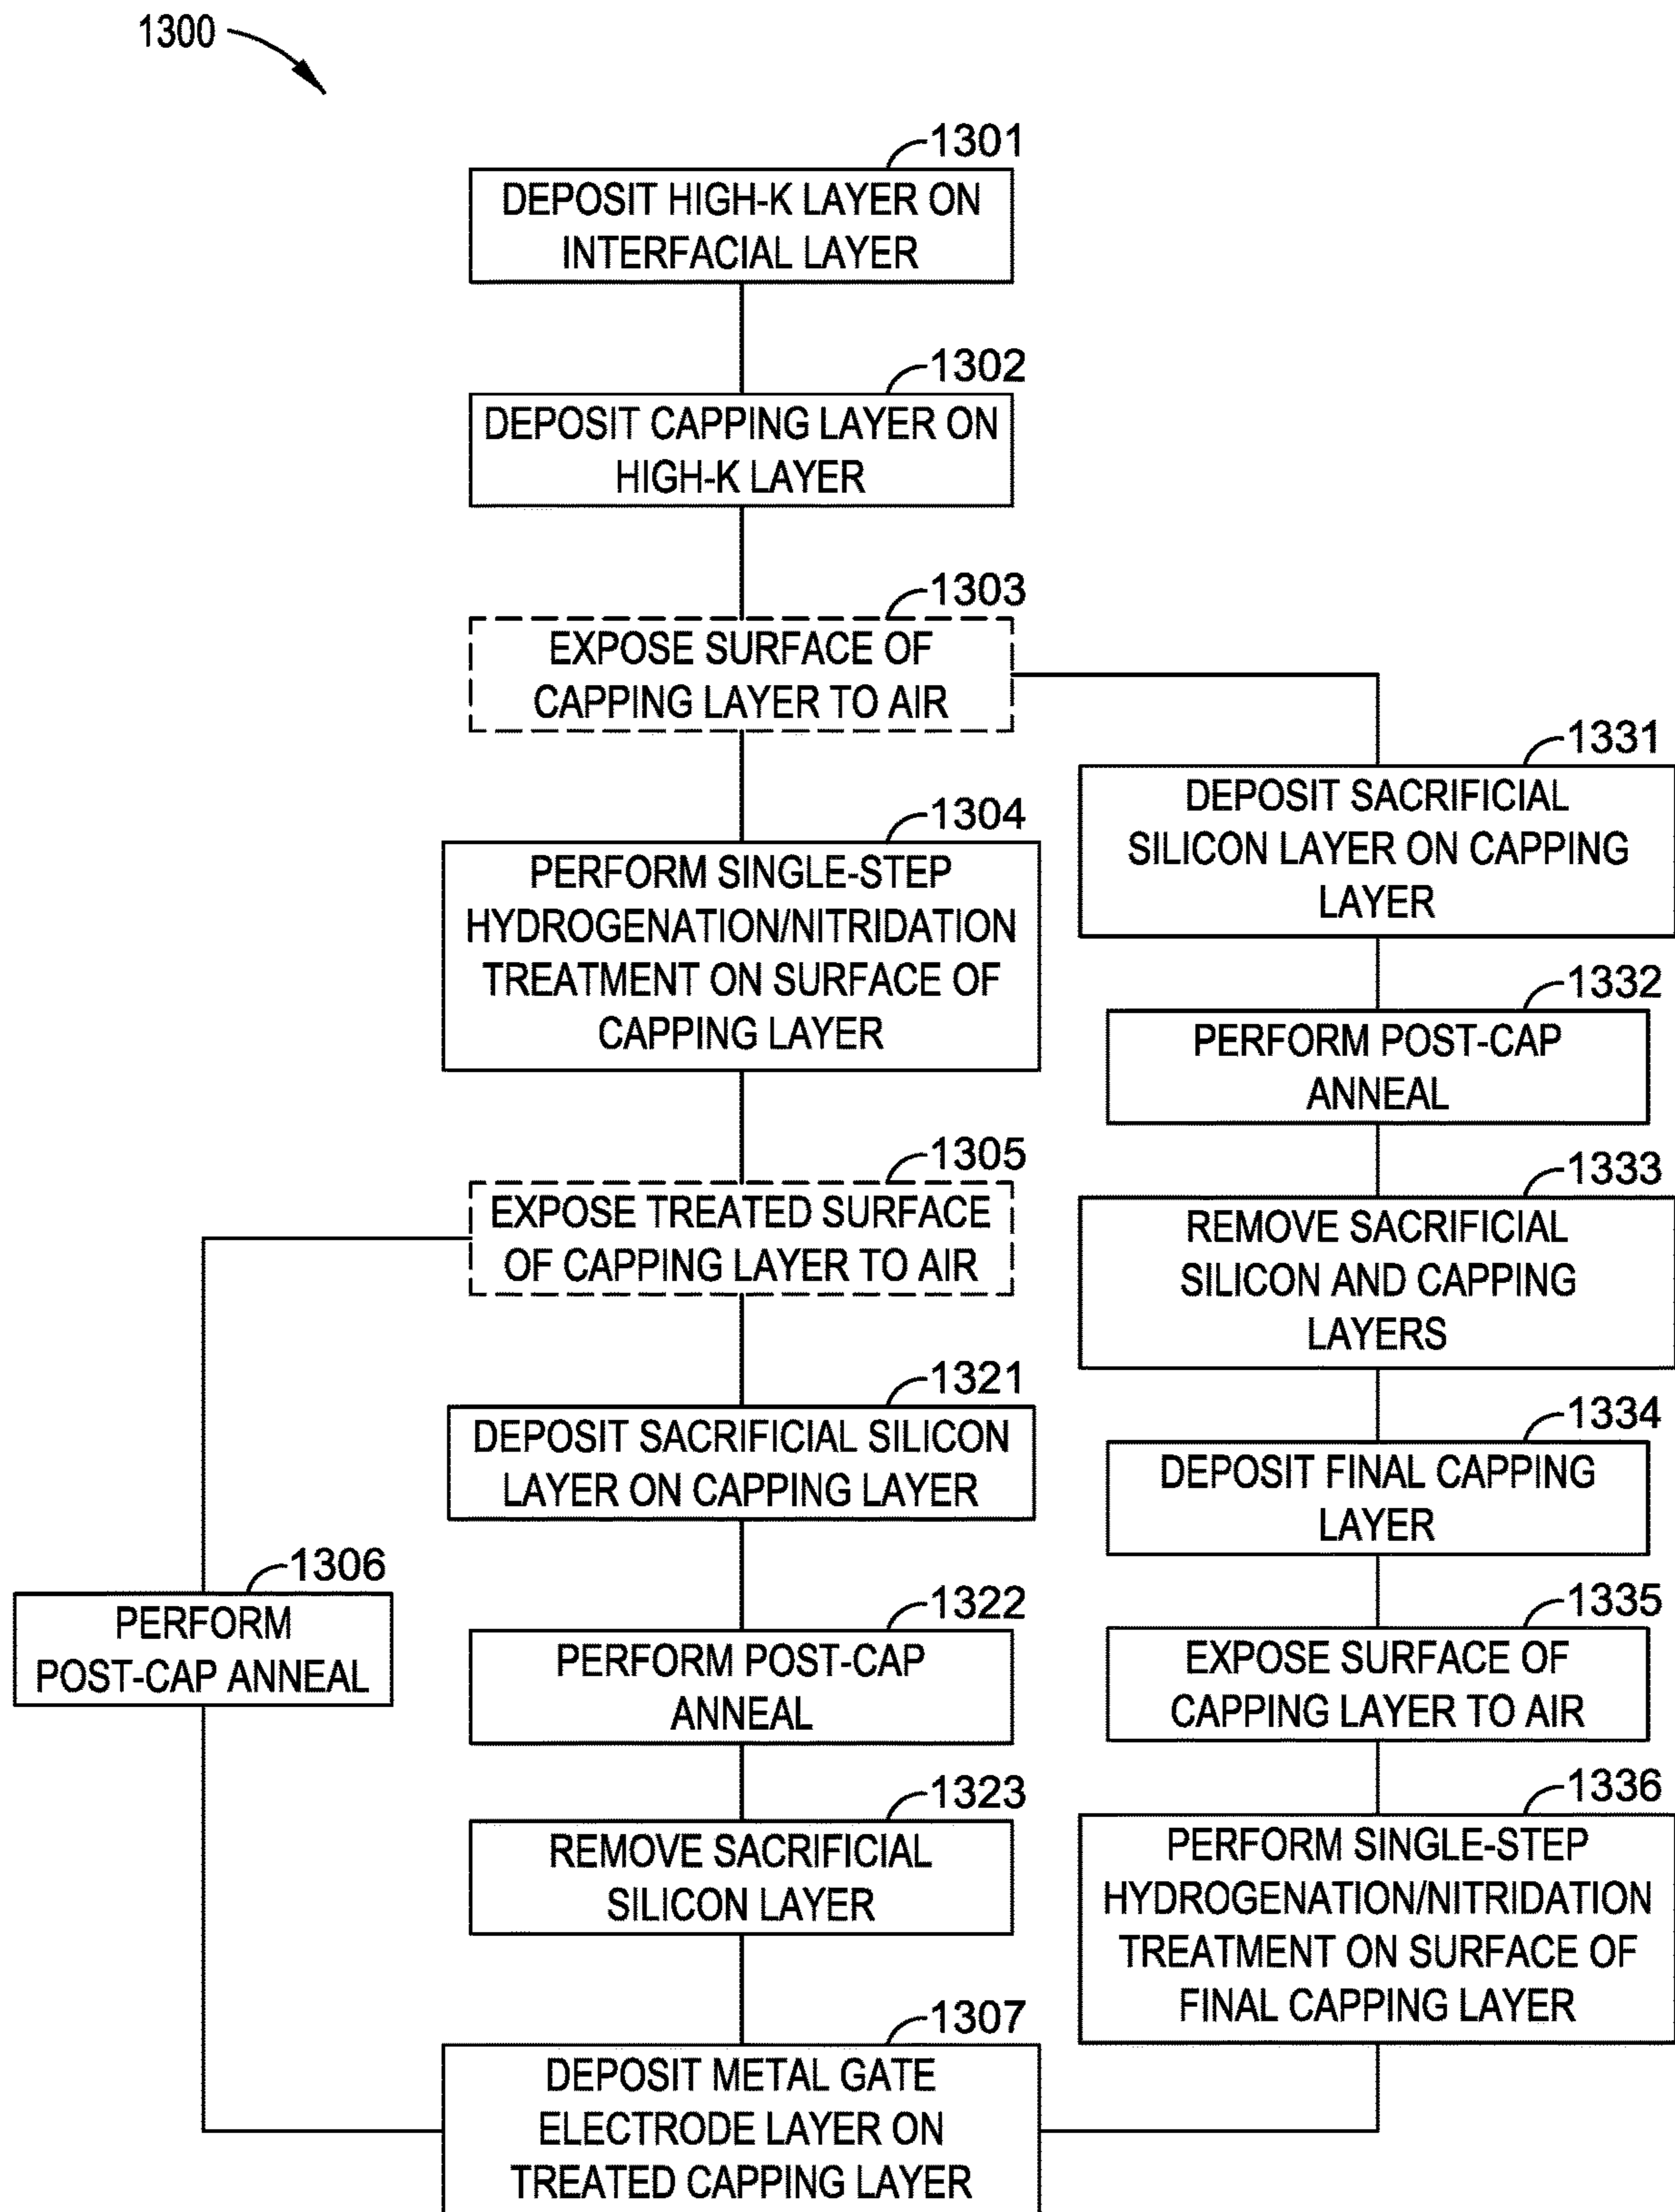 1300
1301
DEPOSIT HIGH-K LAYER ON
INTERFACIAL LAYER
1302
DEPOSIT CAPPING LAYER ON
HIGH-K LAYER
1303
EXPOSE SURFACE OF
CAPPING LAYER TO AIR
1304
PERFORM SINGLE-STEP
HYDROGENATION/NITRIDATION
TREATMENT ON SURFACE OF
CAPPING LAYER
1305
EXPOSE TREATED SURFACE
OF CAPPING LAYER TO AIR
1306
PERFORM
POST-CAP ANNEAL
1321
DEPOSIT SACRIFICIAL SILICON
LAYER ON CAPPING LAYER
1322
PERFORM POST-CAP
ANNEAL
1323
REMOVE SACRIFICIAL
SILICON LAYER
1331
DEPOSIT SACRIFICIAL
SILICON LAYER ON CAPPING
LAYER
1332
PERFORM POST-CAP
ANNEAL
1333
REMOVE SACRIFICIAL
SILICON AND CAPPING
LAYERS
1334
DEPOSIT FINAL CAPPING
LAYER
1335
EXPOSE SURFACE OF
CAPPING LAYER TO AIR
1336
PERFORM SINGLE-STEP
HYDROGENATION/NITRIDATION
TREATMENT ON SURFACE OF
FINAL CAPPING LAYER
1307
DEPOSIT METAL GATE
ELECTRODE LAYER ON
TREATED CAPPING LAYER